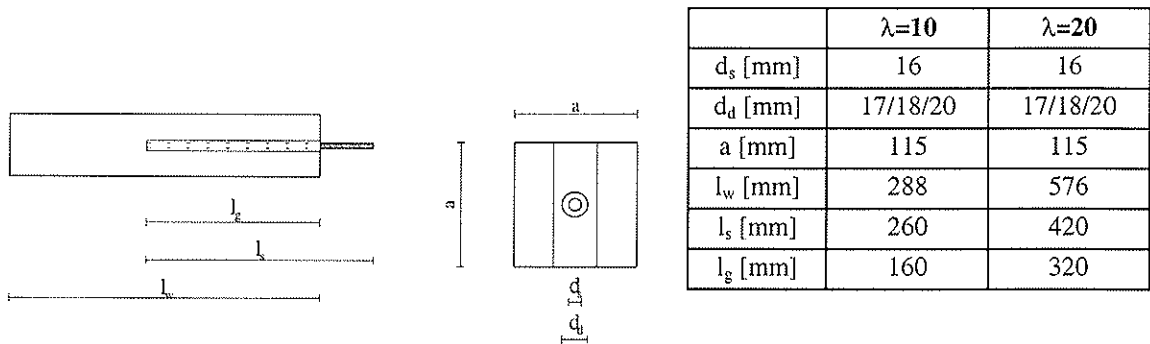 l_g
l_s
l_w
a
a
d_s
d_d
λ=10 λ=20
d_s [mm] 16 16
d_d [mm] 17/18/20 17/18/20
a [mm] 115 115
l_w [mm] 288 576
l_s [mm] 260 420
l_g [mm] 160 320